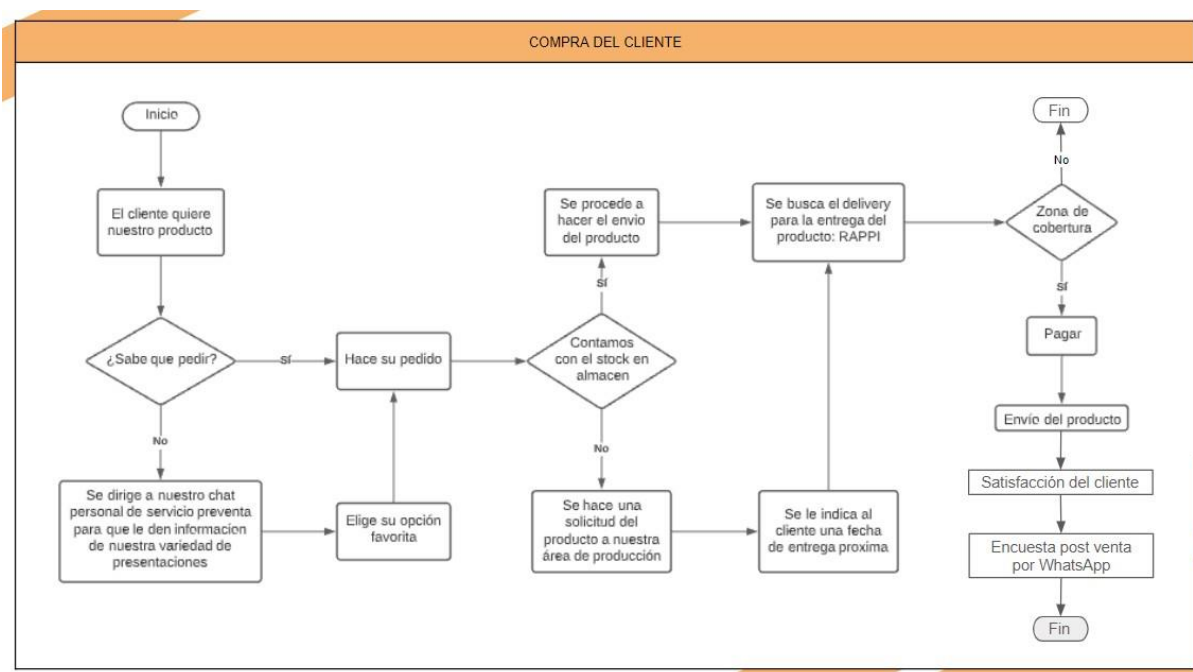 COMPRA DEL CLIENTE
Inicio
El cliente quiere
nuestro producto
¿Sabe que pedir?
Sí
No
Se dirige a nuestro chat
personal de servicio preventa
para que le den informacion
de nuestra variedad de
presentaciones
Elige su opción
favorita
Hace su pedido
Contamos
con el stock en
almacen
Sí
Se procede a
hacer el envio
del producto
No
Se hace una
solicitud del
producto a nuestra
área de producción
Se le indica al
cliente una fecha
de entrega proxima
Se busca el delivery
para la entrega del
producto: RAPPI
Zona de
cobertura
No
Fin
Sí
Pagar
Envío del producto
Satisfacción del cliente
Encuesta post venta
por WhatsApp
Fin